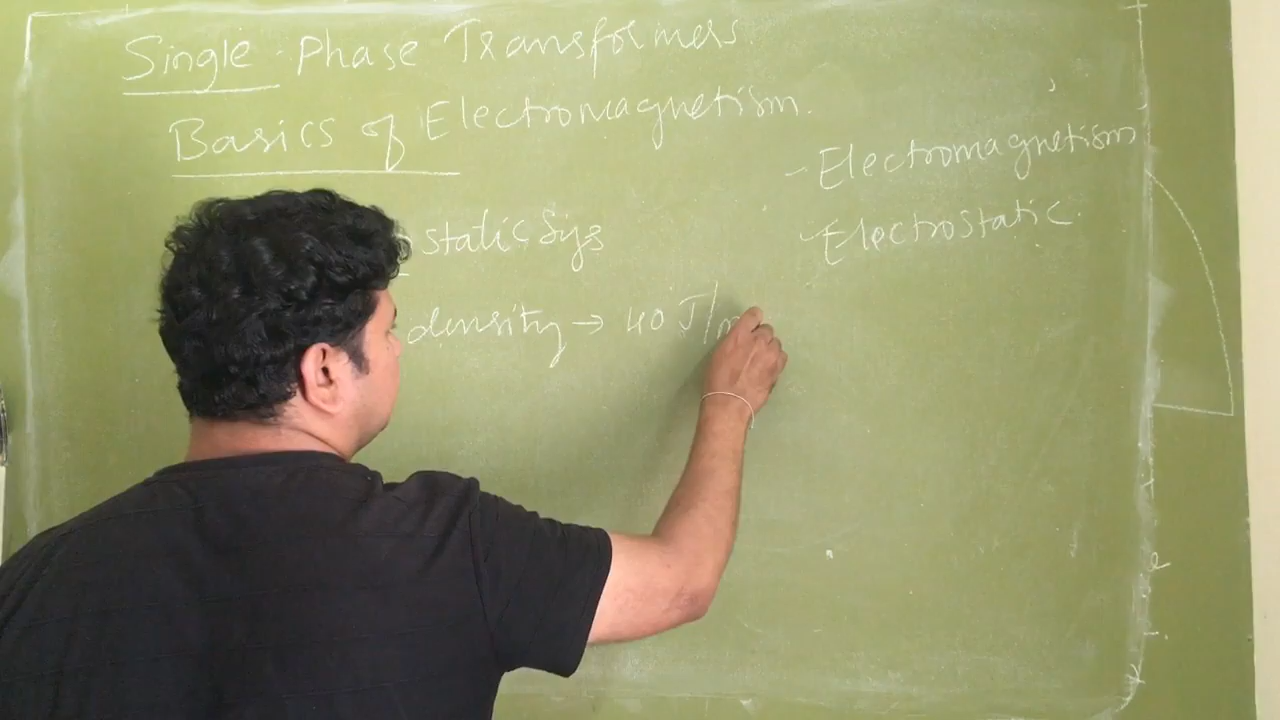 Single Phase Transformers.
Basics of Electromagnetism.
- Electromagnetism
- Electrostatic.
static Sys
density → 40 J/m